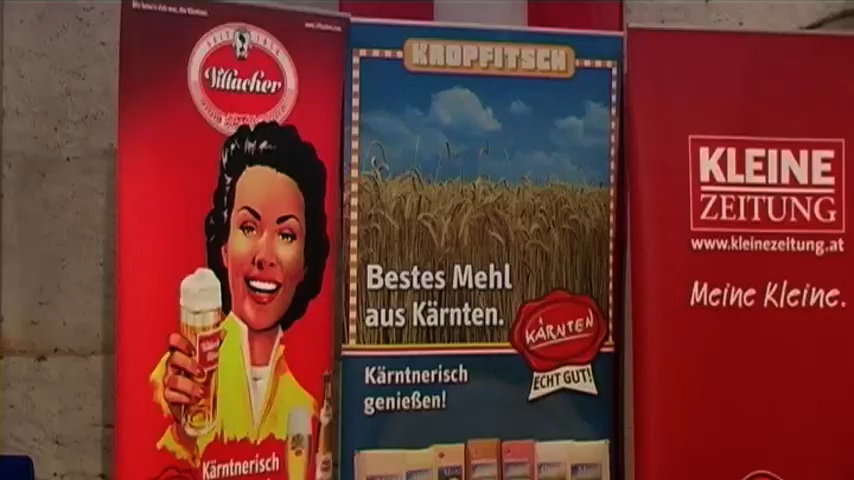 Villacher
Kärntnerisch
KROPFITSCH
Bestes Mehl
aus Kärnten.
KÄRNTEN
ECHT GUT!
Kärntnerisch
genießen!
KLEINE
ZEITUNG
www.kleinezeitung.at
Meine Kleine.